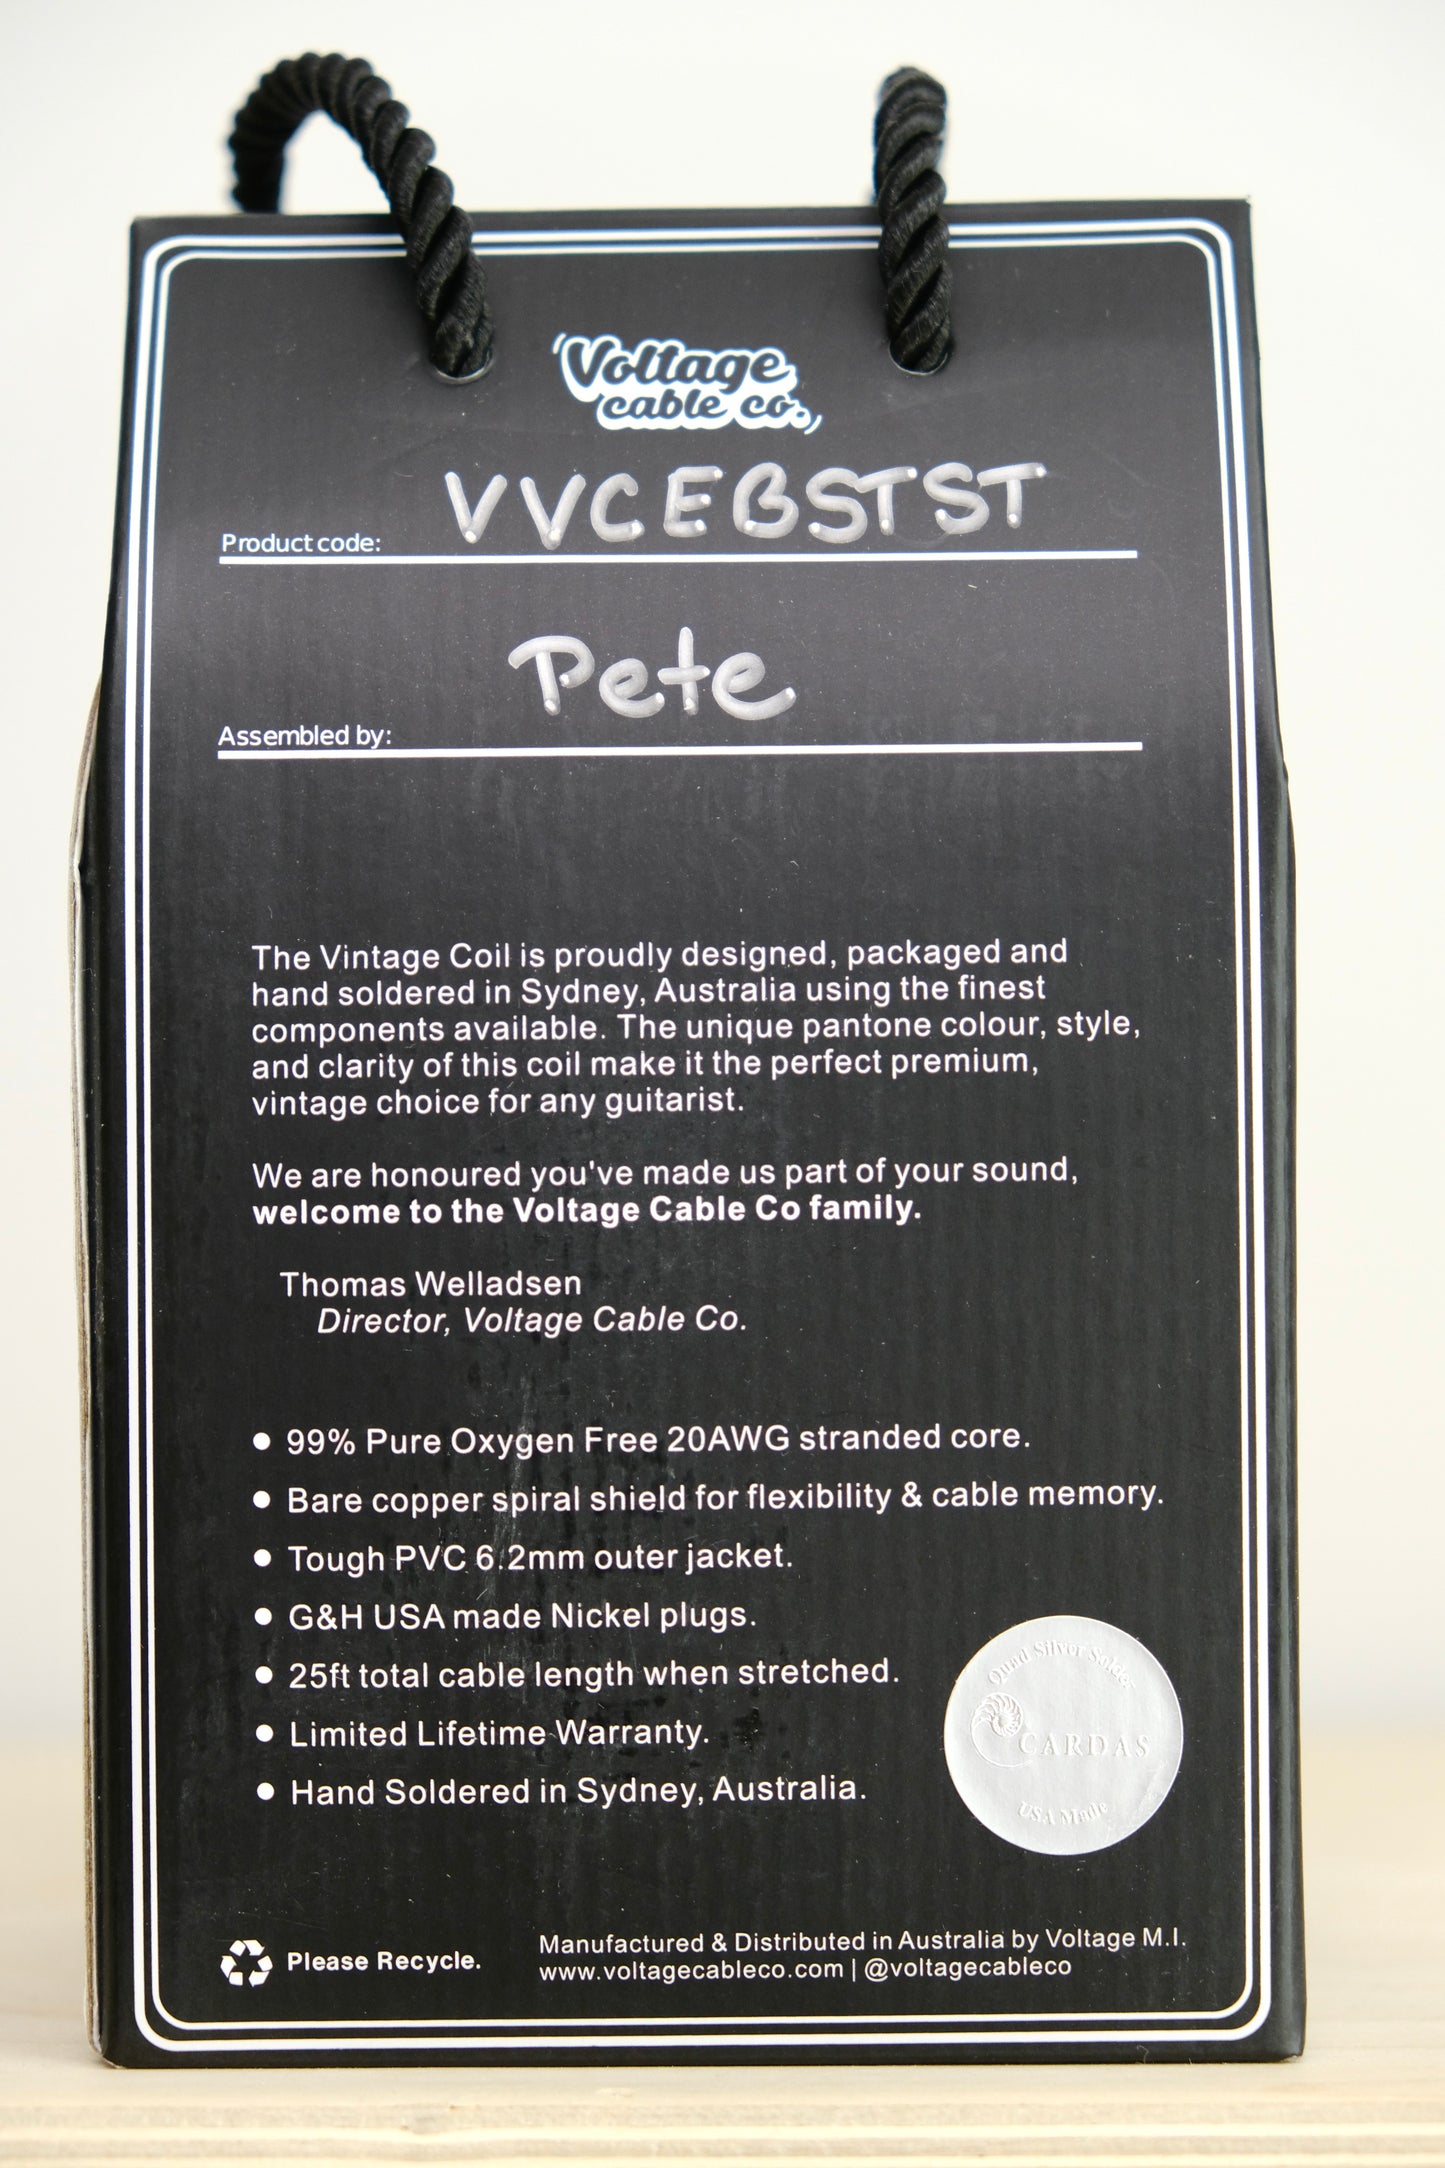 Voltage
cable co.
VVCEBSTST
Product code:
Pete
Assembled by:
The Vintage Coil is proudly designed, packaged and
hand soldered in Sydney, Australia using the finest
components available. The unique pantone colour, style,
and clarity of this coil make it the perfect premium,
vintage choice for any guitarist.
We are honoured you've made us part of your sound,
welcome to the Voltage Cable Co family.
Thomas Welladsen
Director, Voltage Cable Co.
• 99% Pure Oxygen Free 20AWG stranded core.
• Bare copper spiral shield for flexibility & cable memory.
• Tough PVC 6.2mm outer jacket.
• G&H USA made Nickel plugs.
• 25ft total cable length when stretched.
• Limited Lifetime Warranty.
• Hand Soldered in Sydney, Australia.
Quad Silver Solder
CARDAS
USA Made
Please Recycle.
Manufactured & Distributed in Australia by Voltage M.I.
www.voltagecableco.com | @voltagecableco